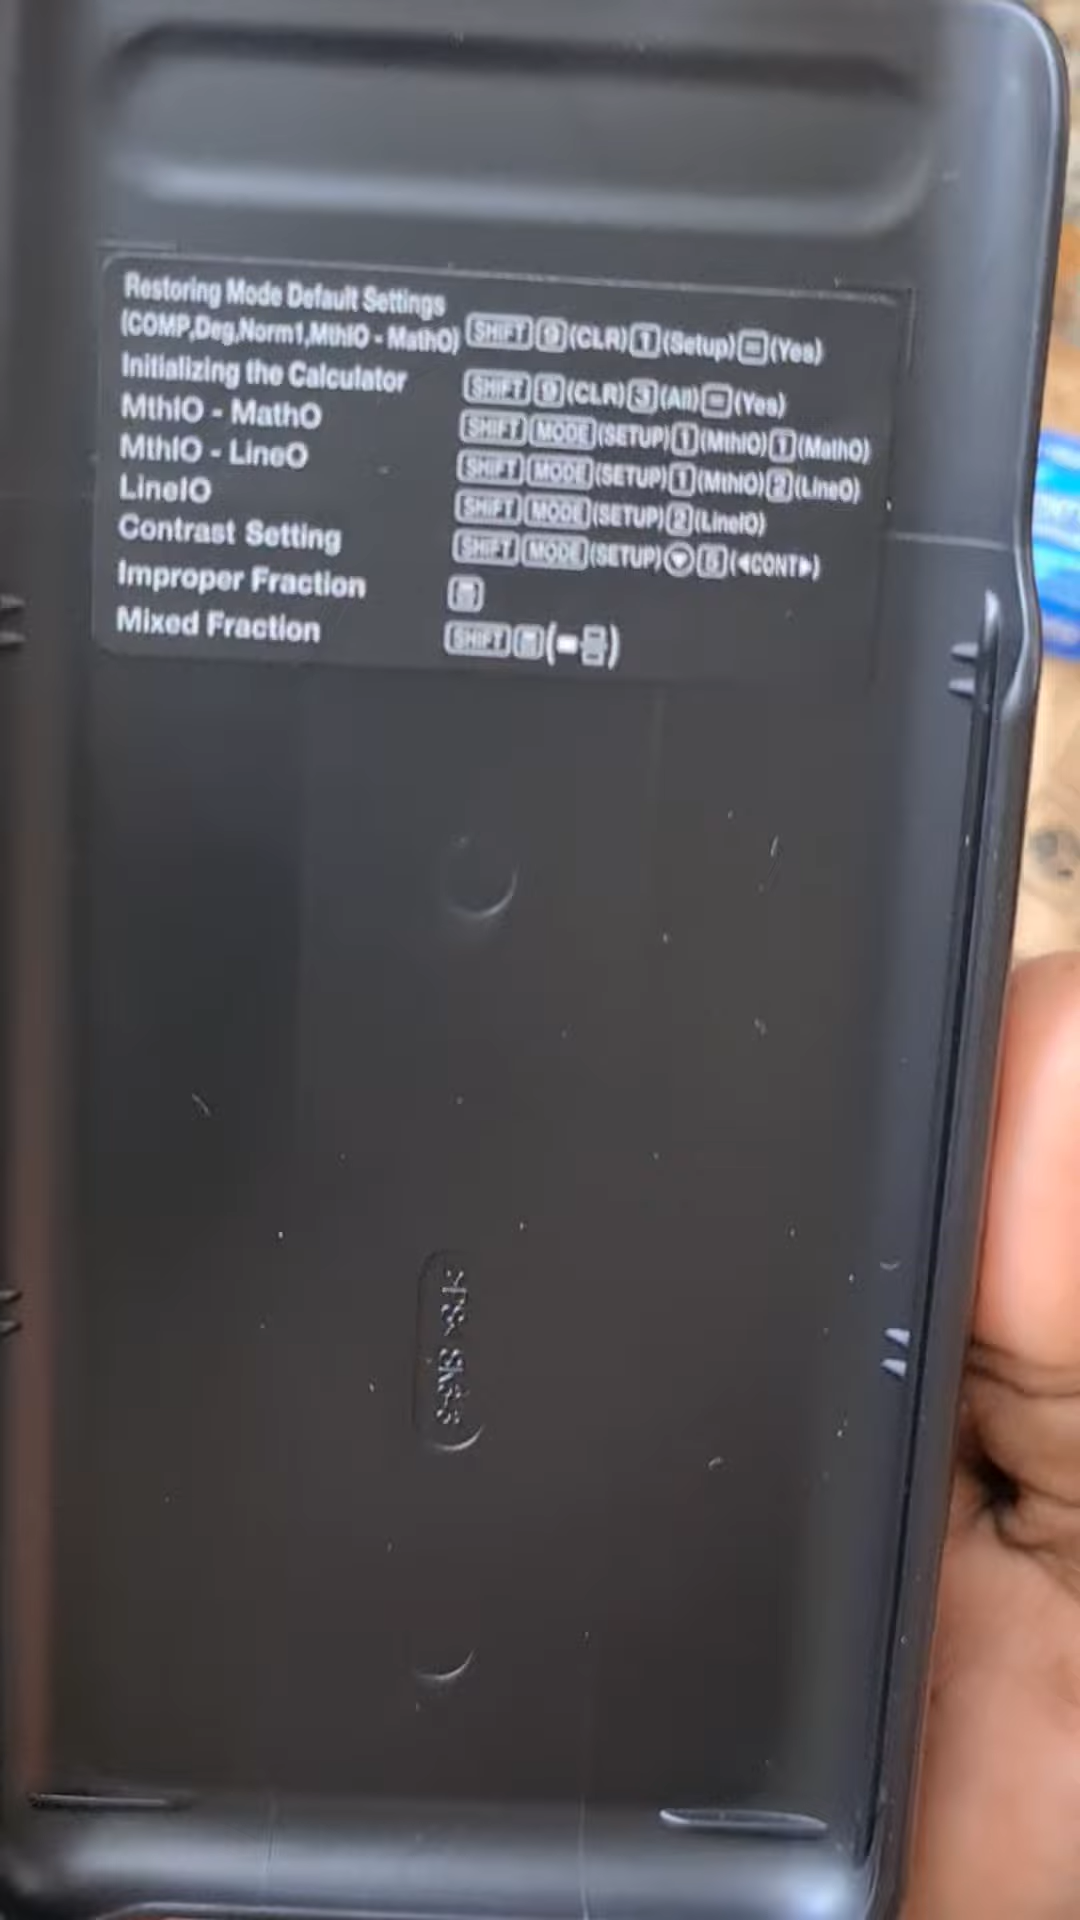 Restoring Mode Default Settings
(COMP,Deg,Norm1,MthIO - MathO) SHIFT 9 (CLR) 1 (Setup) = (Yes)
Initializing the Calculator SHIFT 9 (CLR) 3 (All) = (Yes)
MthIO - MathO SHIFT MODE (SETUP) 1 (MthIO) 1 (MathO)
MthIO - LineO SHIFT MODE (SETUP) 1 (MthIO) 2 (LineO)
LineIO SHIFT MODE (SETUP) 2 (LineIO)
Contrast Setting SHIFT MODE (SETUP) ▼ 5 (◀CONT▶)
Improper Fraction
Mixed Fraction SHIFT
>PS<